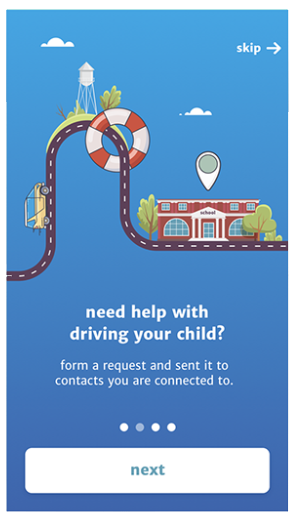 skip
school
need help with
driving your child?
form a request and sent it to
contacts you are connected to.
next